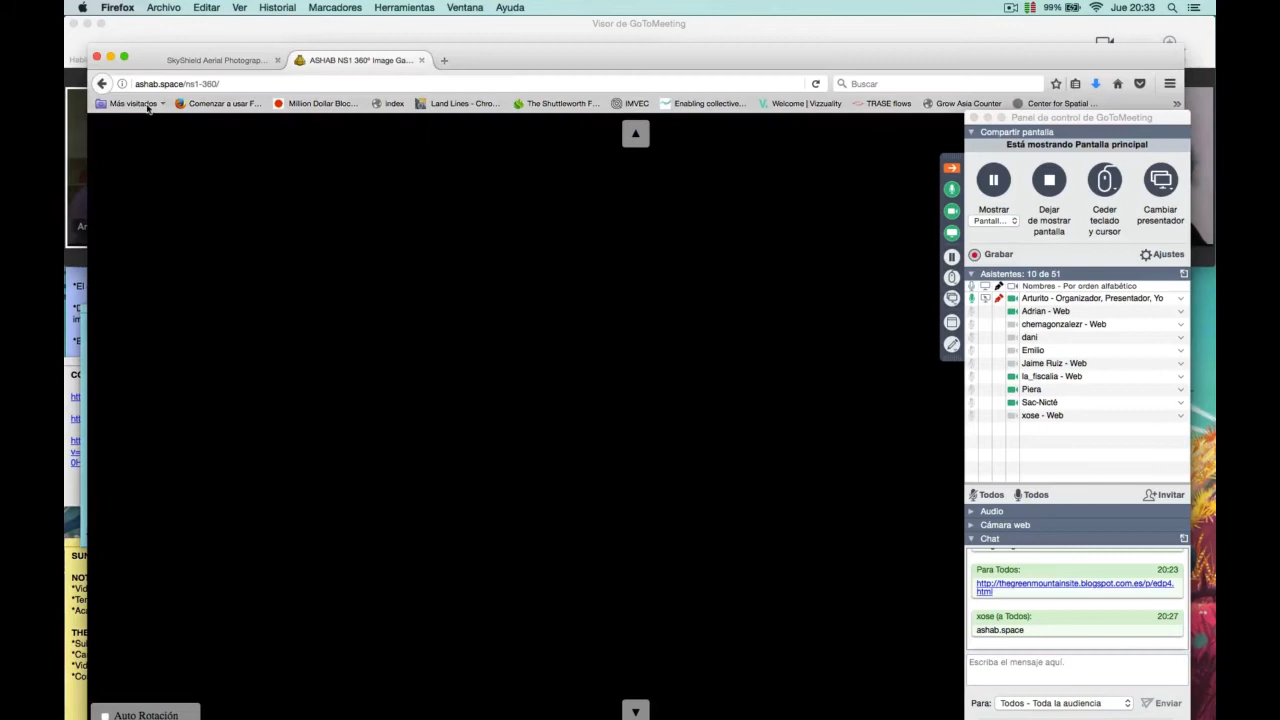 Firefox Archivo Editar Ver Historial Marcadores Herramientas Ventana Ayuda 99% Jue 20:33
Visor de GoToMeeting
SkyShield Aerial Photograp... ASHAB NS1 360º Image Ga...
ashab.space/ns1-360/ Buscar
Más visitados Comenzar a usar F... Million Dollar Bloc... index Land Lines - Chro... The Shuttleworth F... IMVEC Enabling collective... Welcome | Vizzuality TRASE flows Grow Asia Counter Center for Spatial ... »
Panel de control de GoToMeeting
Compartir pantalla
Está mostrando Pantalla principal
Mostrar Dejar Ceder Cambiar
Pantall... de mostrar teclado presentador
pantalla y cursor
Grabar Ajustes
Asistentes: 10 de 51
Nombres - Por orden alfabético
Arturito - Organizador, Presentador, Yo
Adrian - Web
chemagonzalezr - Web
dani
Emilio
Jaime Ruiz - Web
la_fiscalia - Web
Piera
Sac-Nicté
xose - Web
Todos Todos Invitar
Audio
Cámara web
Chat
Para Todos: 20:23
http://thegreenmountainsite.blogspot.com.es/p/edp4.
html
xose (a Todos): 20:27
ashab.space
Escriba el mensaje aquí.
Para: Todos - Toda la audiencia Enviar
Auto Rotación